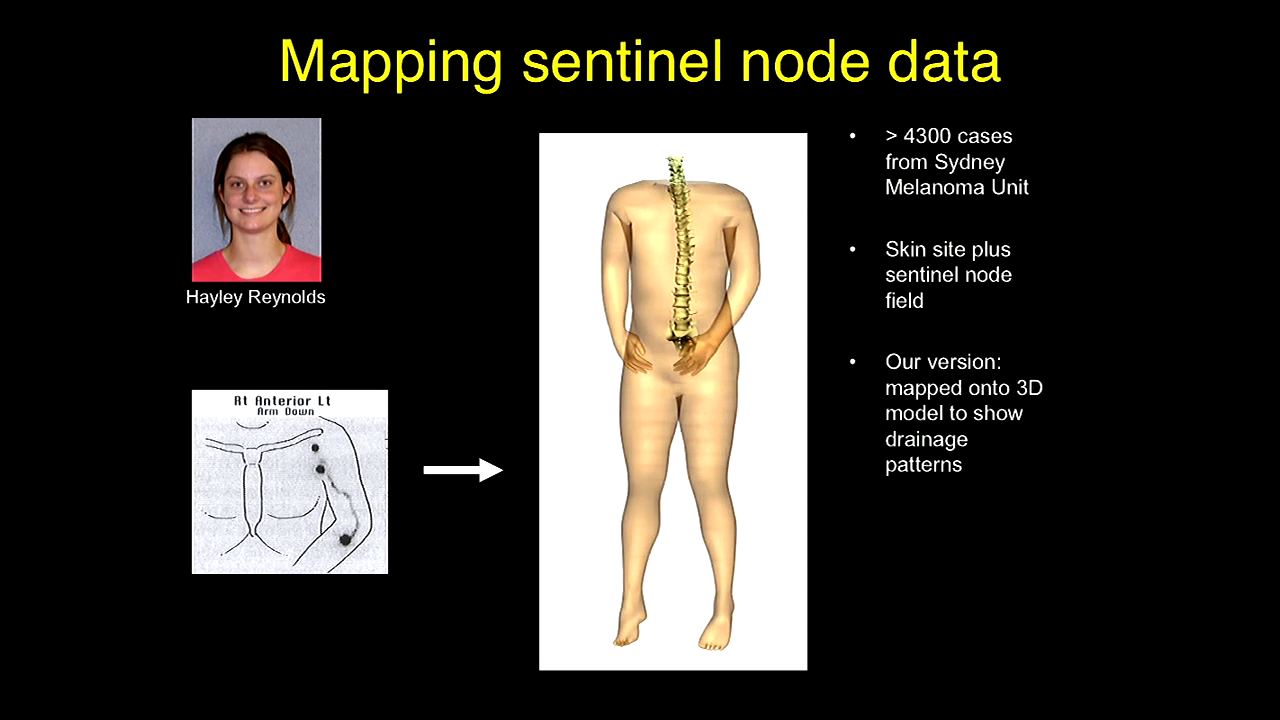 Mapping sentinel node data
Hayley Reynolds
Rt Anterior Lt
Arm Down
• > 4300 cases
from Sydney
Melanoma Unit
• Skin site plus
sentinel node
field
• Our version:
mapped onto 3D
model to show
drainage
patterns